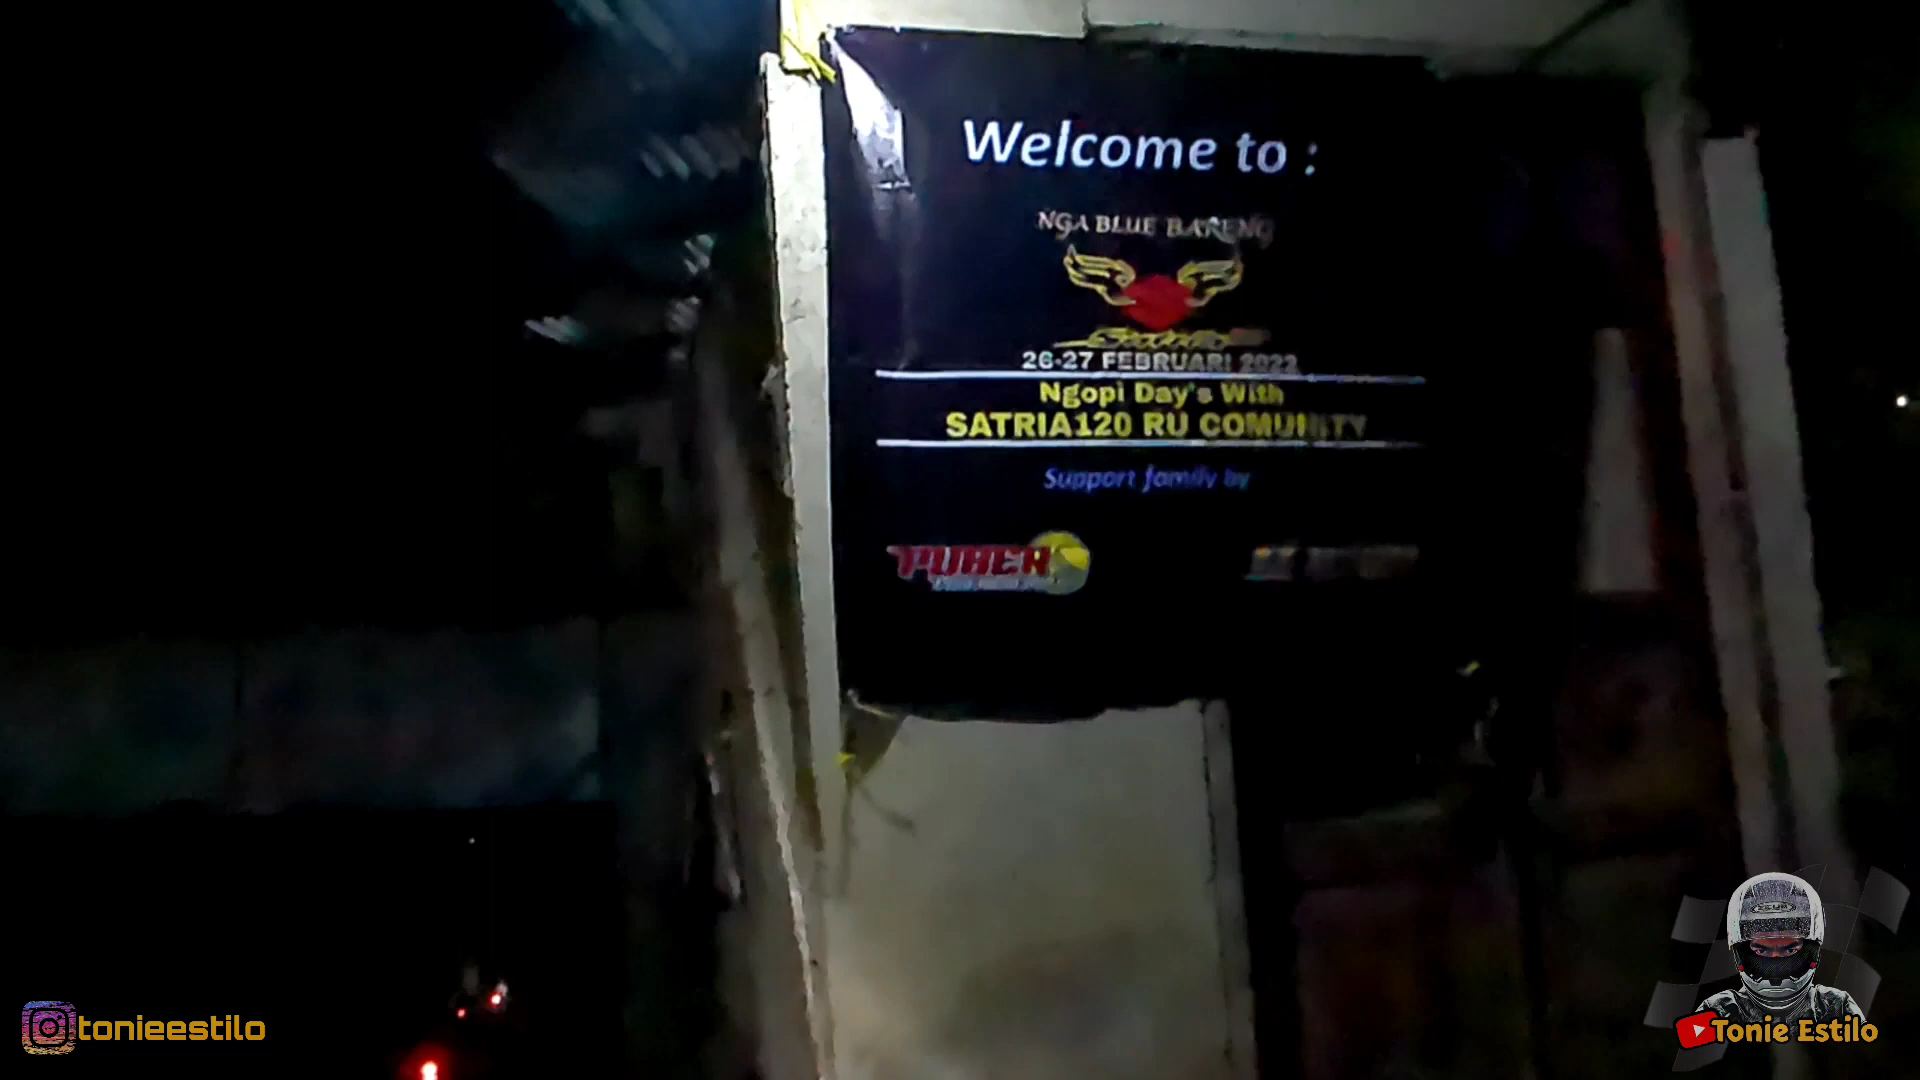 Welcome to :
NGA BLUE BARENG
26-27 FEBRUARI 2022
Ngopi Day's With
SATRIA120 RU COMUNITY
Support family by
tonieestilo
Tonie Estilo